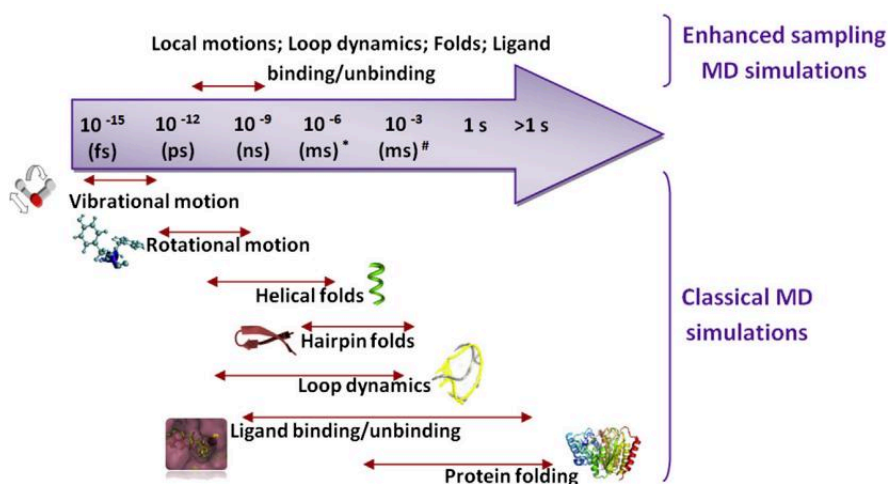 Local motions; Loop dynamics; Folds; Ligand
binding/unbinding
Enhanced sampling
MD simulations
10 -15 10 -12 10 -9 10 -6 10 -3 1 s >1 s
(fs) (ps) (ns) (ms) * (ms) #
Vibrational motion
Rotational motion
Helical folds
Hairpin folds
Loop dynamics
Ligand binding/unbinding
Protein folding
Classical MD
simulations